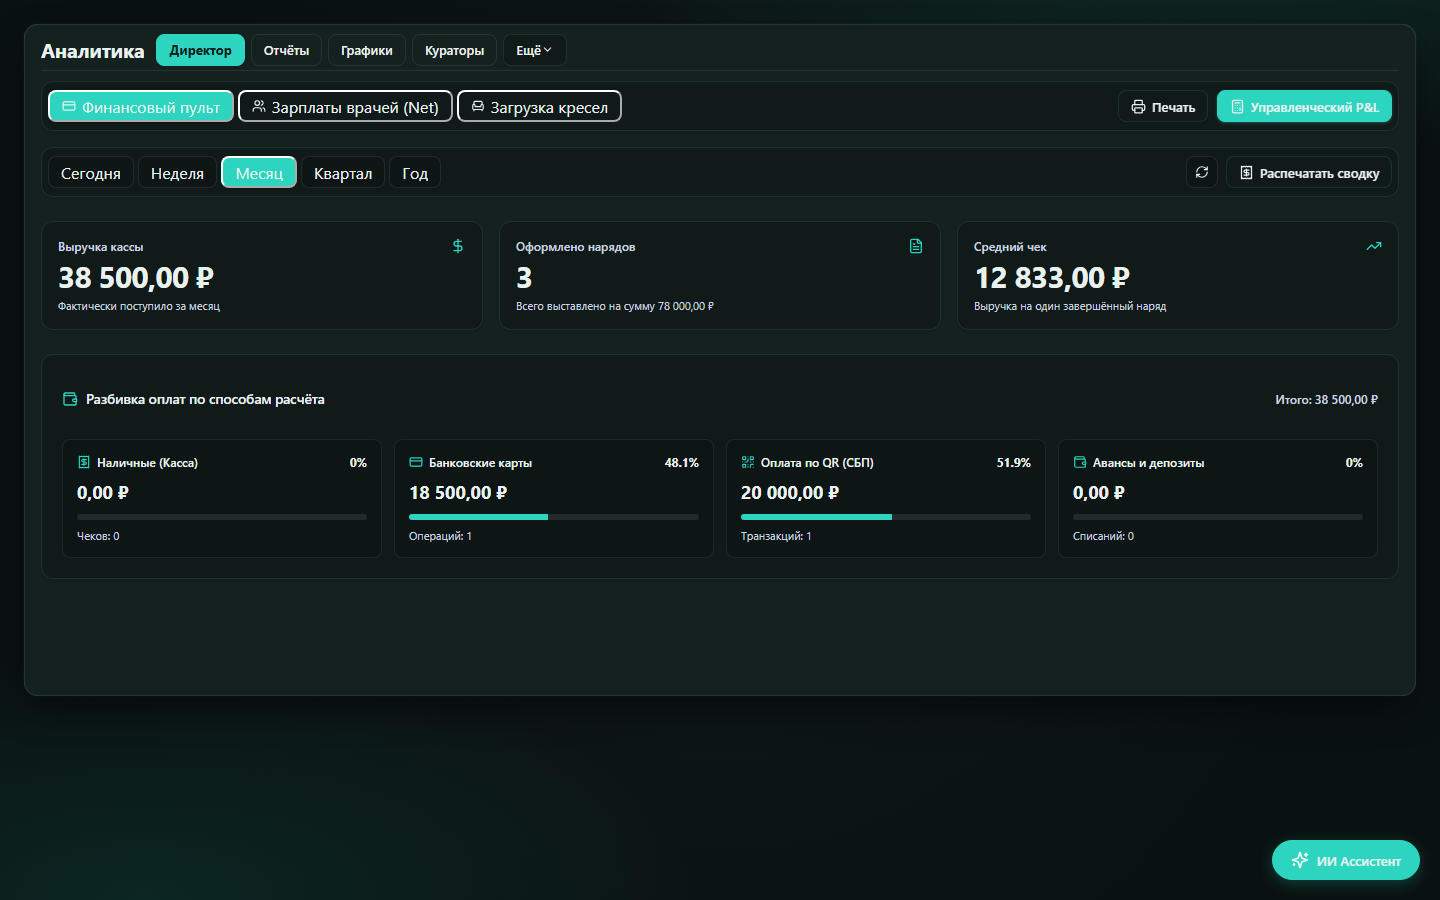 Аналитика Директор Отчёты Графики Кураторы Ещё
Финансовый пульт Зарплаты врачей (Net) Загрузка кресел Печать Управленческий P&L
Сегодня Неделя Месяц Квартал Год Распечатать сводку
Выручка кассы
38 500,00 ₽
Фактически поступило за месяц
Оформлено нарядов
3
Всего выставлено на сумму 78 000,00 ₽
Средний чек
12 833,00 ₽
Выручка на один завершённый наряд
Разбивка оплат по способам расчёта Итого: 38 500,00 ₽
Наличные (Касса) 0%
0,00 ₽
Чеков: 0
Банковские карты 48.1%
18 500,00 ₽
Операций: 1
Оплата по QR (СБП) 51.9%
20 000,00 ₽
Транзакций: 1
Авансы и депозиты 0%
0,00 ₽
Списаний: 0
ИИ Ассистент